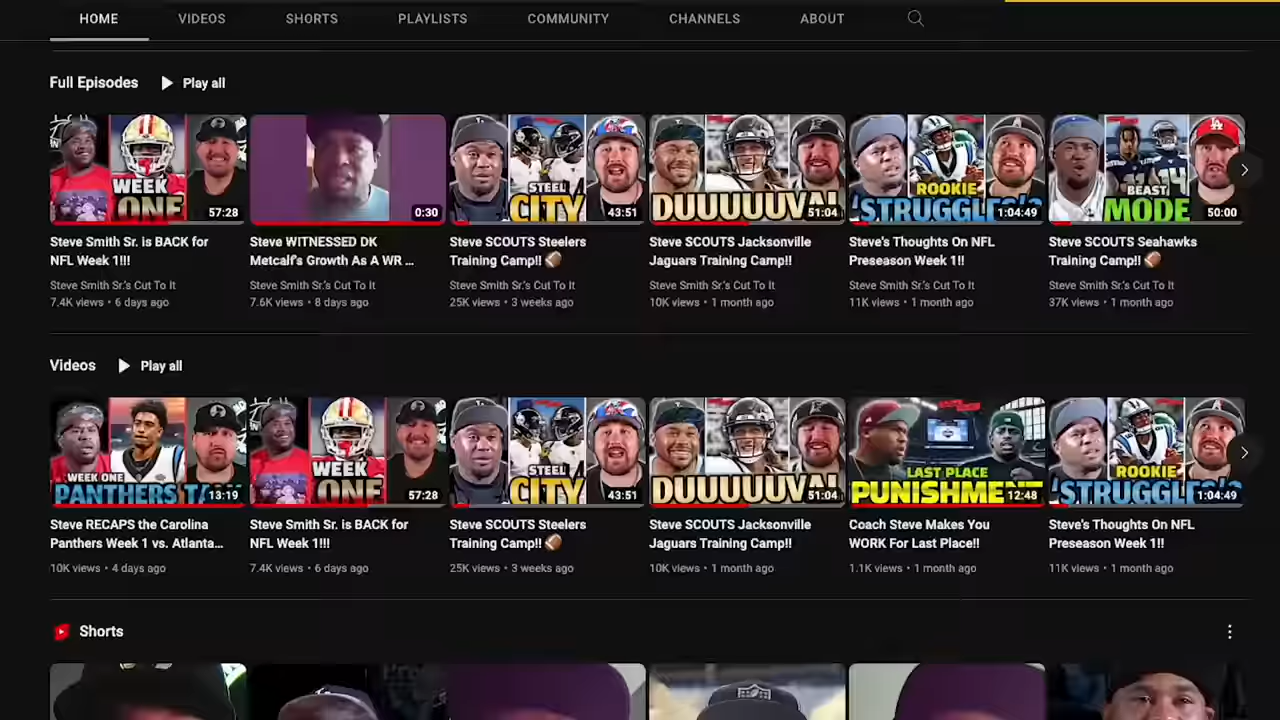 HOME VIDEOS SHORTS PLAYLISTS COMMUNITY CHANNELS ABOUT
Full Episodes Play all
WEEK
ONE
57:28
0:30
STEEL
CITY
43:51
DUUUUUVAL
51:04
ROOKIE
'STRUGGLES'?
1:04:49
BEAST
MODE
50:00
Steve Smith Sr. is BACK for
NFL Week 1!!!
Steve Smith Sr.'s Cut To It
7.4K views • 6 days ago
Steve WITNESSED DK
Metcalf's Growth As A WR ...
Steve Smith Sr.'s Cut To It
7.6K views • 8 days ago
Steve SCOUTS Steelers
Training Camp!! 🏈
Steve Smith Sr.'s Cut To It
25K views • 3 weeks ago
Steve SCOUTS Jacksonville
Jaguars Training Camp!!
Steve Smith Sr.'s Cut To It
10K views • 1 month ago
Steve's Thoughts On NFL
Preseason Week 1!!
Steve Smith Sr.'s Cut To It
11K views • 1 month ago
Steve SCOUTS Seahawks
Training Camp!! 🏈
Steve Smith Sr.'s Cut To It
37K views • 1 month ago
Videos Play all
WEEK ONE
PANTHERS
13:19
WEEK
ONE
57:28
STEEL
CITY
43:51
DUUUUUVAL
51:04
LAST PLACE
PUNISHMENT
12:48
ROOKIE
'STRUGGLES'?
1:04:49
Steve RECAPS the Carolina
Panthers Week 1 vs. Atlanta...
10K views • 4 days ago
Steve Smith Sr. is BACK for
NFL Week 1!!!
7.4K views • 6 days ago
Steve SCOUTS Steelers
Training Camp!! 🏈
25K views • 3 weeks ago
Steve SCOUTS Jacksonville
Jaguars Training Camp!!
10K views • 1 month ago
Coach Steve Makes You
WORK For Last Place!!
1.1K views • 1 month ago
Steve's Thoughts On NFL
Preseason Week 1!!
11K views • 1 month ago
Shorts